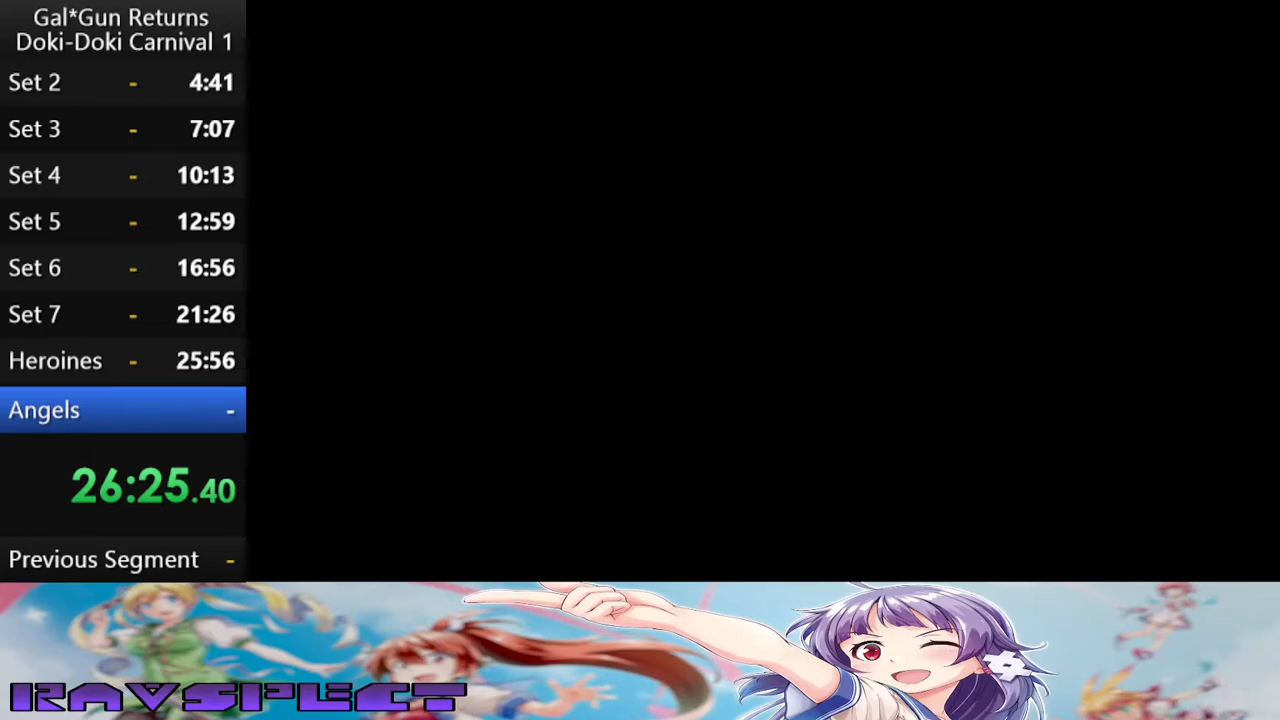 Gal*Gun Returns
Doki-Doki Carnival 1
Set 2 - 4:41
Set 3 - 7:07
Set 4 - 10:13
Set 5 - 12:59
Set 6 - 16:56
Set 7 - 21:26
Heroines - 25:56
Angels -
26:25.40
Previous Segment -
RAVSPLECT